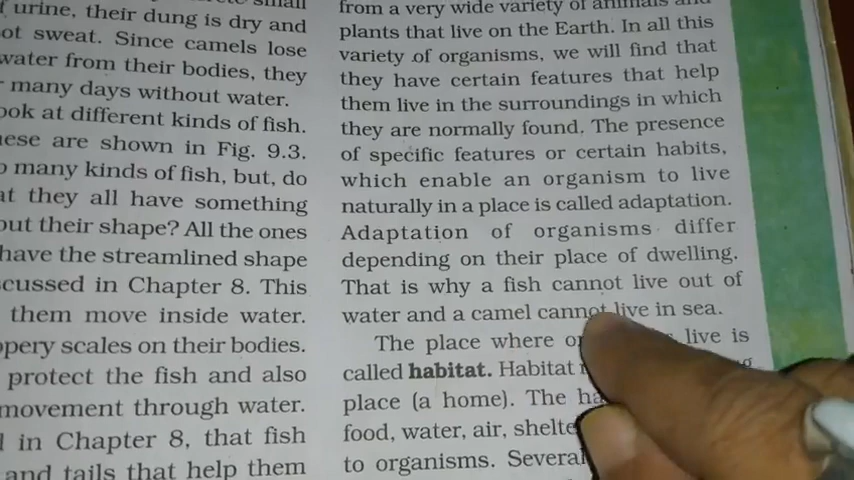 urine, their dung is dry and
ot sweat. Since camels lose
water from their bodies, they
many days without water.
ook at different kinds of fish.
ese are shown in Fig. 9.3.
o many kinds of fish, but, do
at they all have something
out their shape? All the ones
have the streamlined shape
cussed in Chapter 8. This
them move inside water.
pery scales on their bodies.
protect the fish and also
movement through water.
d in Chapter 8, that fish
and tails that help them
from a very wide variety of animals and
plants that live on the Earth. In all this
variety of organisms, we will find that
they have certain features that help
them live in the surroundings in which
they are normally found. The presence
of specific features or certain habits,
which enable an organism to live
naturally in a place is called adaptation.
Adaptation of organisms differ
depending on their place of dwelling.
That is why a fish cannot live out of
water and a camel cannot live in sea.
The place where live is
called habitat. Habitat
place (a home). The
food, water, air,
to organisms. Several